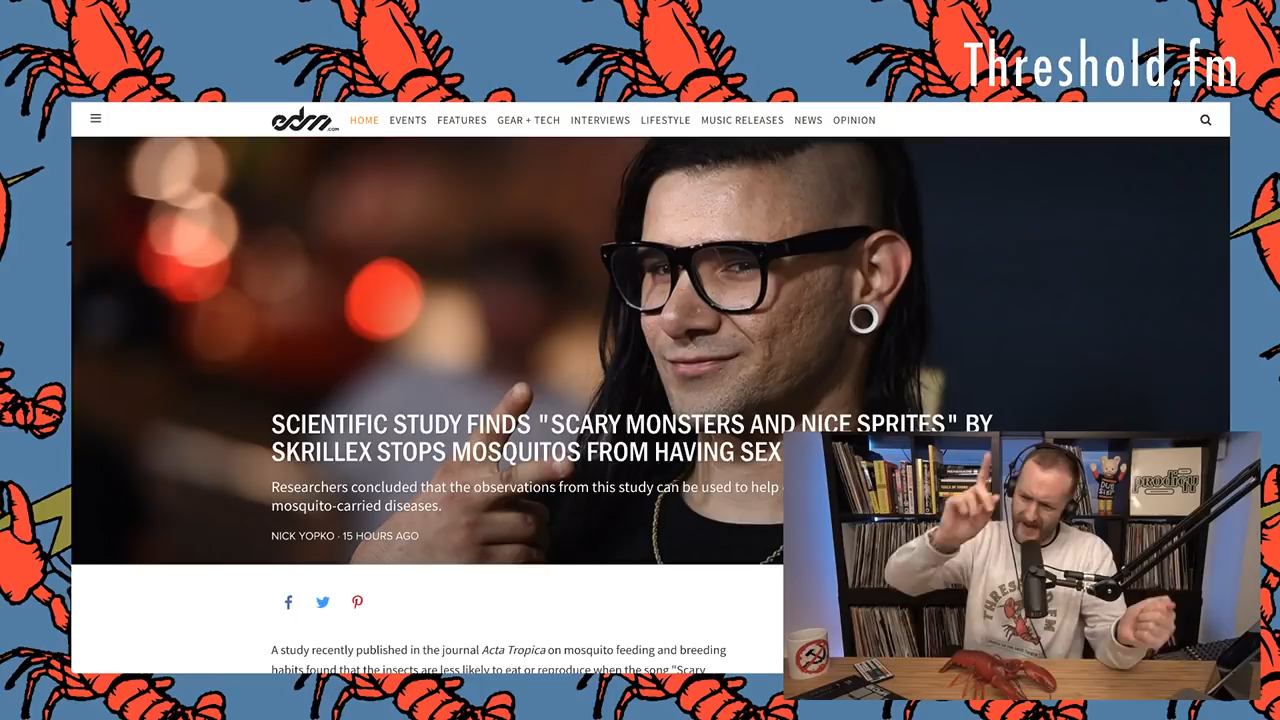 Threshold.fm
edm
.COM
HOME EVENTS FEATURES GEAR + TECH INTERVIEWS LIFESTYLE MUSIC RELEASES NEWS OPINION
SCIENTIFIC STUDY FINDS "SCARY MONSTERS AND NICE SPRITES" BY
SKRILLEX STOPS MOSQUITOS FROM HAVING SEX
Researchers concluded that the observations from this study can be used to help
mosquito-carried diseases.
NICK YOPKO · 15 HOURS AGO
A study recently published in the journal Acta Tropica on mosquito feeding and breeding
habits found that the insects are less likely to eat or reproduce when the song "Scary
prodigy
THRESHOLD FM